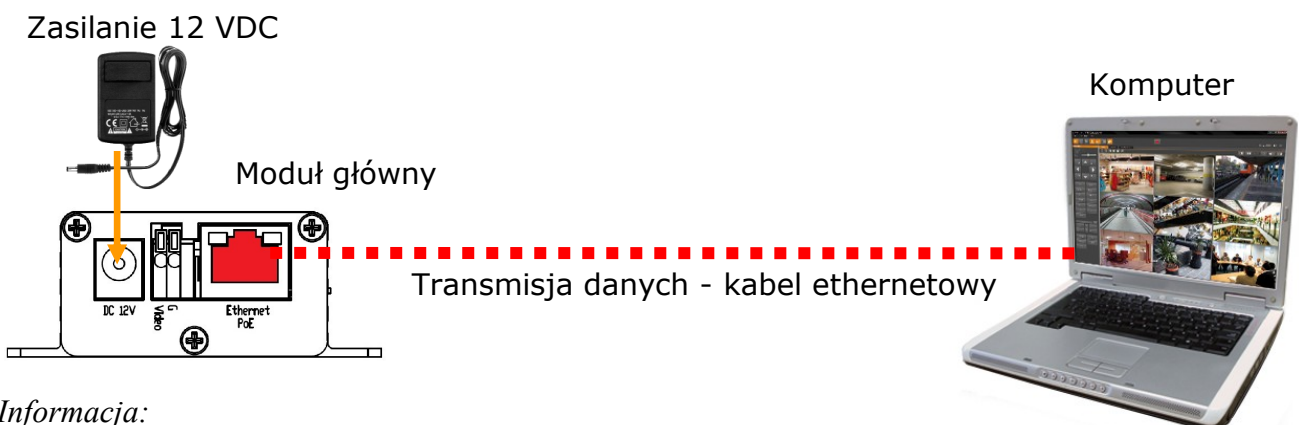 Zasilanie 12 VDC
Komputer
Moduł główny
Transmisja danych - kabel ethernetowy
DC 12V
Video
G
Ethernet
PoE
Informacja: